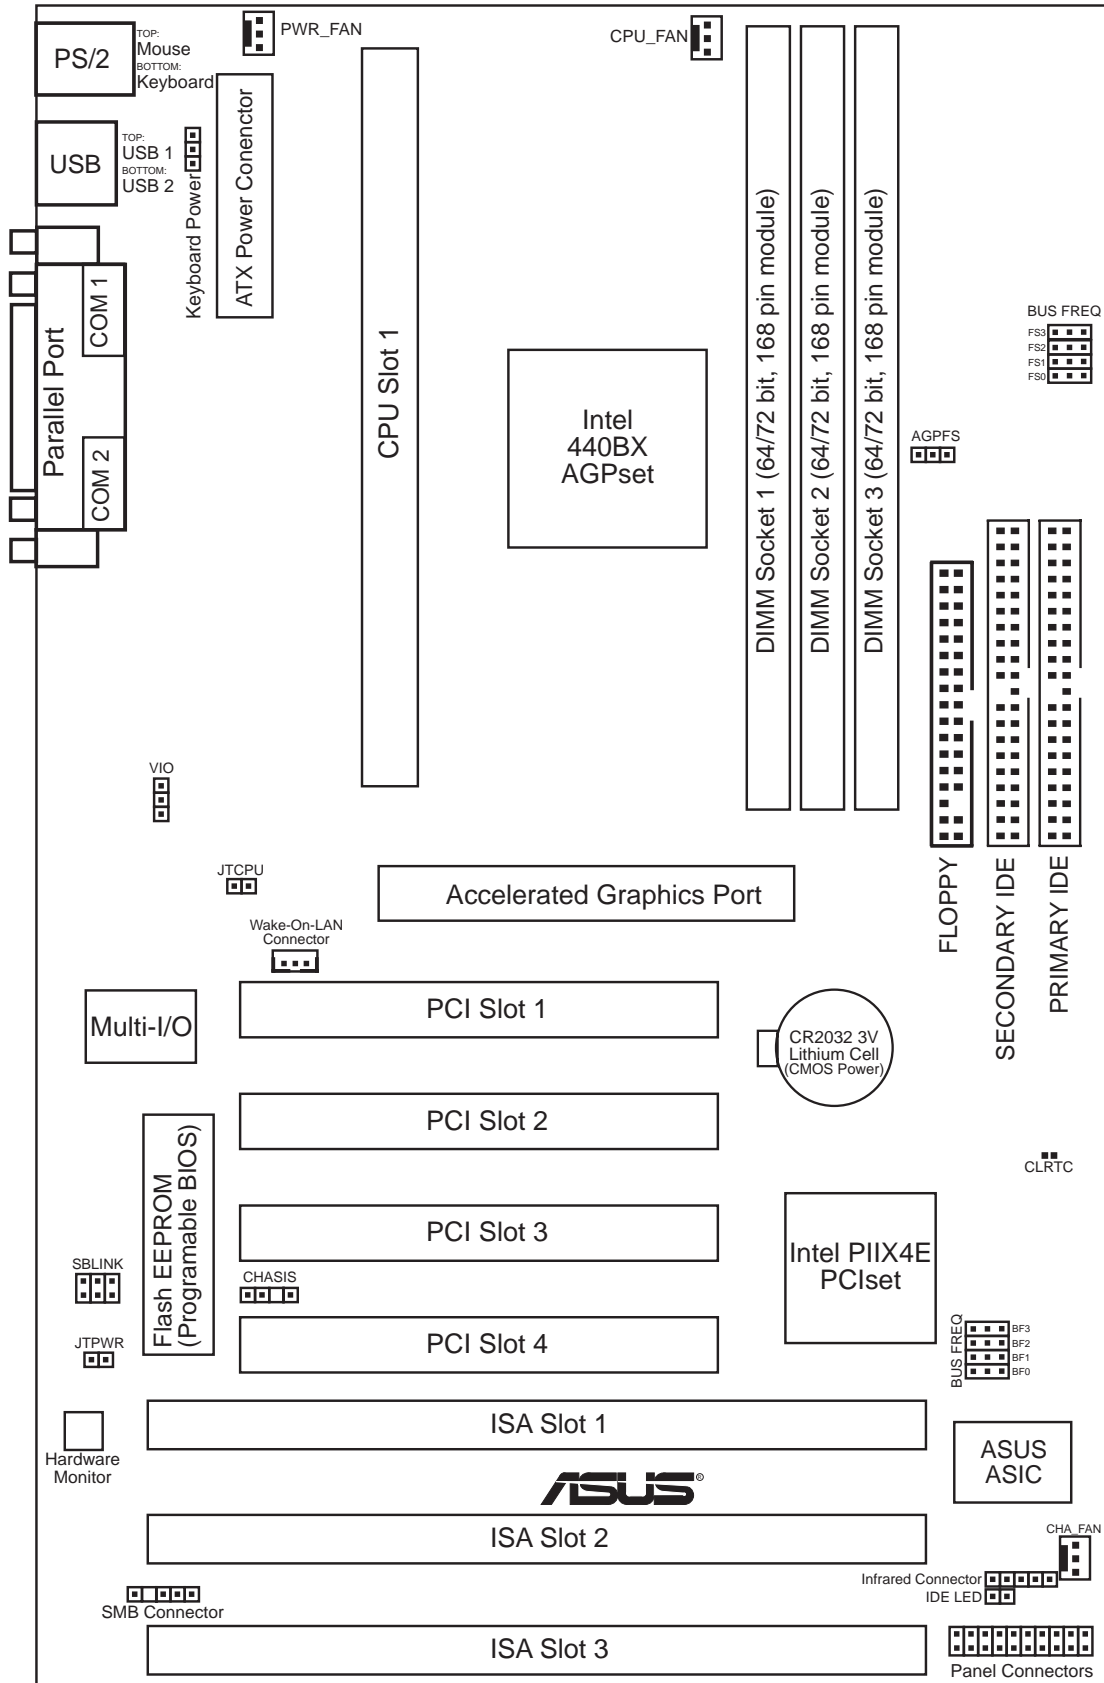 PS/2
TOP:
Mouse
BOTTOM:
Keyboard
PWR_FAN
CPU_FAN
USB
TOP:
USB 1
BOTTOM:
USB 2
Keyboard Power
ATX Power Conenctor
Parallel Port
COM 1
COM 2
CPU Slot 1
Intel
440BX
AGPset
DIMM Socket 1 (64/72 bit, 168 pin module)
DIMM Socket 2 (64/72 bit, 168 pin module)
DIMM Socket 3 (64/72 bit, 168 pin module)
BUS FREQ
FS3
FS2
FS1
FS0
AGPFS
FLOPPY
SECONDARY IDE
PRIMARY IDE
VIO
JTCPU
Accelerated Graphics Port
Wake-On-LAN
Connector
Multi-I/O
PCI Slot 1
CR2032 3V
Lithium Cell
(CMOS Power)
PCI Slot 2
Flash EEPROM
(Programable BIOS)
CLRTC
PCI Slot 3
Intel PIIX4E
PCIset
SBLINK
CHASIS
JTPWR
PCI Slot 4
BUS FREQ
BF3
BF2
BF1
BF0
Hardware
Monitor
ISA Slot 1
ASUS
ASIC
ASUS®
ISA Slot 2
CHA_FAN
Infrared Connector
IDE LED
SMB Connector
ISA Slot 3
Panel Connectors